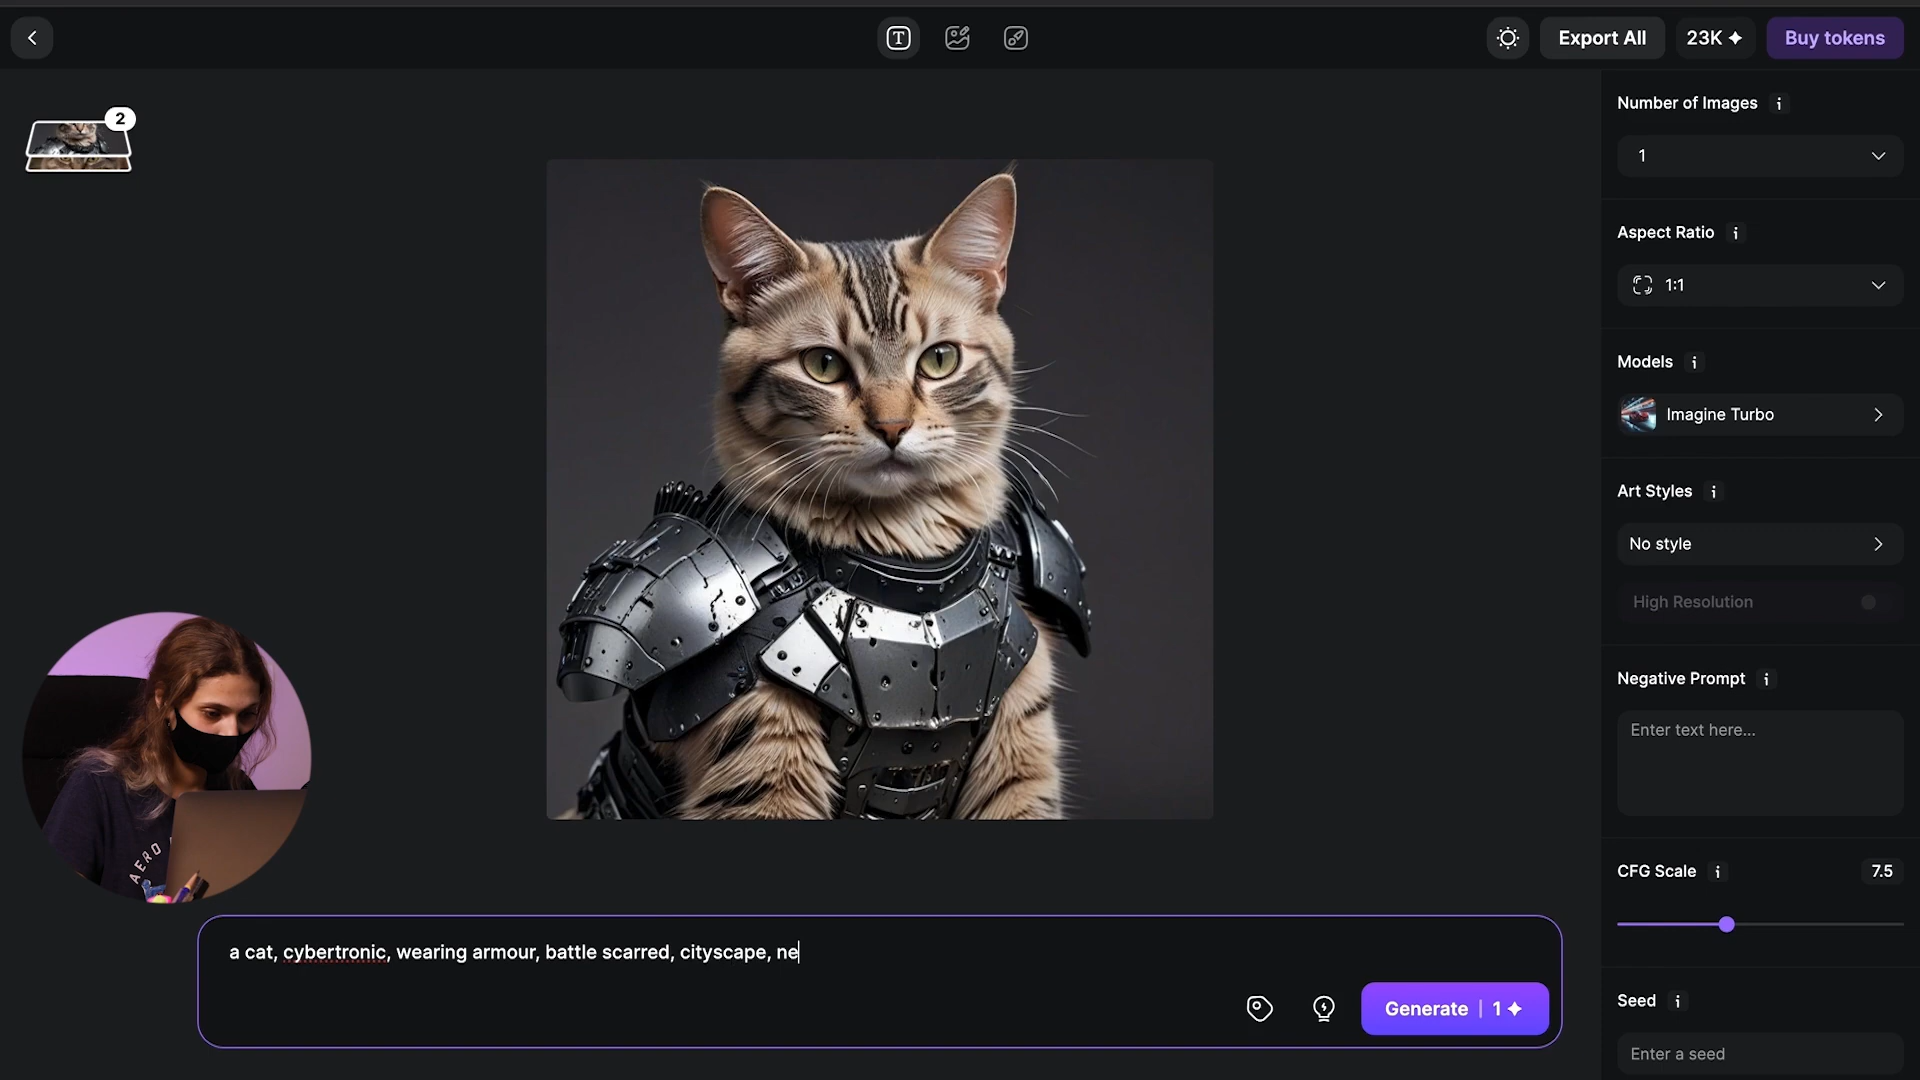 Export All
23K
Buy tokens
2
Number of Images
1
Aspect Ratio
1:1
Models
Imagine Turbo
Art Styles
No style
High Resolution
Negative Prompt
Enter text here...
CFG Scale
7.5
Seed
Enter a seed
AERO
a cat, cybertronic, wearing armour, battle scarred, cityscape, ne
Generate | 1